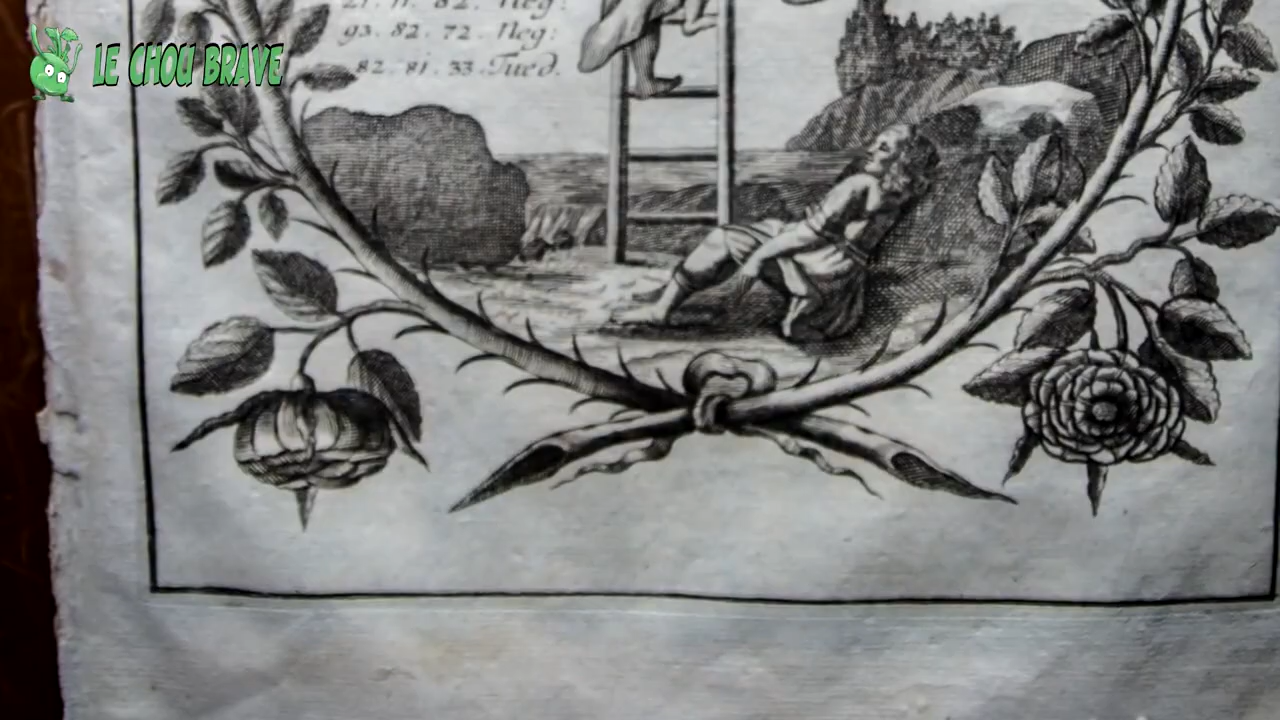 LE CHOU BRAVE
21. 11. 82. Neg:
93. 82. 72. Neg:
82. 81. 33. Tued.